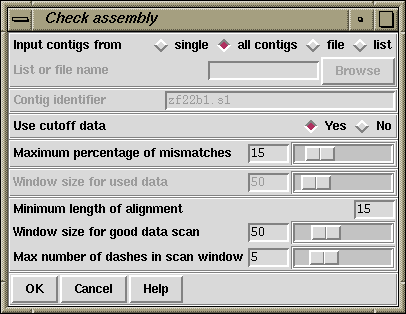 Check assembly
Input contigs from single all contigs file list
List or file name Browse
Contig identifier zf22b1.s1
Use cutoff data Yes No
Maximum percentage of mismatches 15
Window size for used data 50
Minimum length of alignment 15
Window size for good data scan 50
Max number of dashes in scan window 5
OK Cancel Help